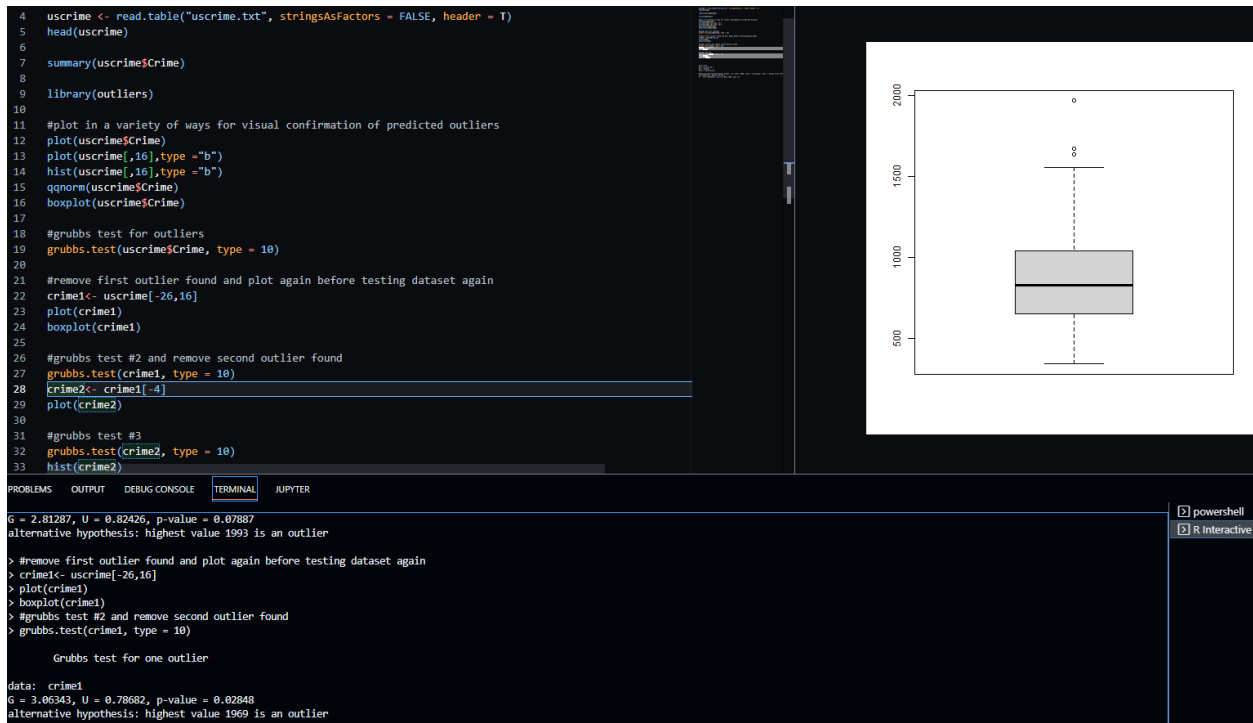 4 uscrime <- read.table("uscrime.txt", stringsAsFactors = FALSE, header = T)
5 head(uscrime)
6
7 summary(uscrime$Crime)
8
9 library(outliers)
10
11 #plot in a variety of ways for visual confirmation of predicted outliers
12 plot(uscrime$Crime)
13 plot(uscrime[,16],type ="b")
14 hist(uscrime[,16],type ="b")
15 qqnorm(uscrime$Crime)
16 boxplot(uscrime$Crime)
17
18 #grubbs test for outliers
19 grubbs.test(uscrime$Crime, type = 10)
20
21 #remove first outlier found and plot again before testing dataset again
22 crime1<- uscrime[-26,16]
23 plot(crime1)
24 boxplot(crime1)
25
26 #grubbs test #2 and remove second outlier found
27 grubbs.test(crime1, type = 10)
28 crime2<- crime1[-4]
29 plot(crime2)
30
31 #grubbs test #3
32 grubbs.test(crime2, type = 10)
33 hist(crime2)
2000
1500
1000
500
PROBLEMS OUTPUT DEBUG CONSOLE TERMINAL JUPYTER
G = 2.81287, U = 0.82426, p-value = 0.07887
alternative hypothesis: highest value 1993 is an outlier
> #remove first outlier found and plot again before testing dataset again
> crime1<- uscrime[-26,16]
> plot(crime1)
> boxplot(crime1)
> #grubbs test #2 and remove second outlier found
> grubbs.test(crime1, type = 10)
Grubbs test for one outlier
data: crime1
G = 3.06343, U = 0.78682, p-value = 0.02848
alternative hypothesis: highest value 1969 is an outlier
powershell
R Interactive